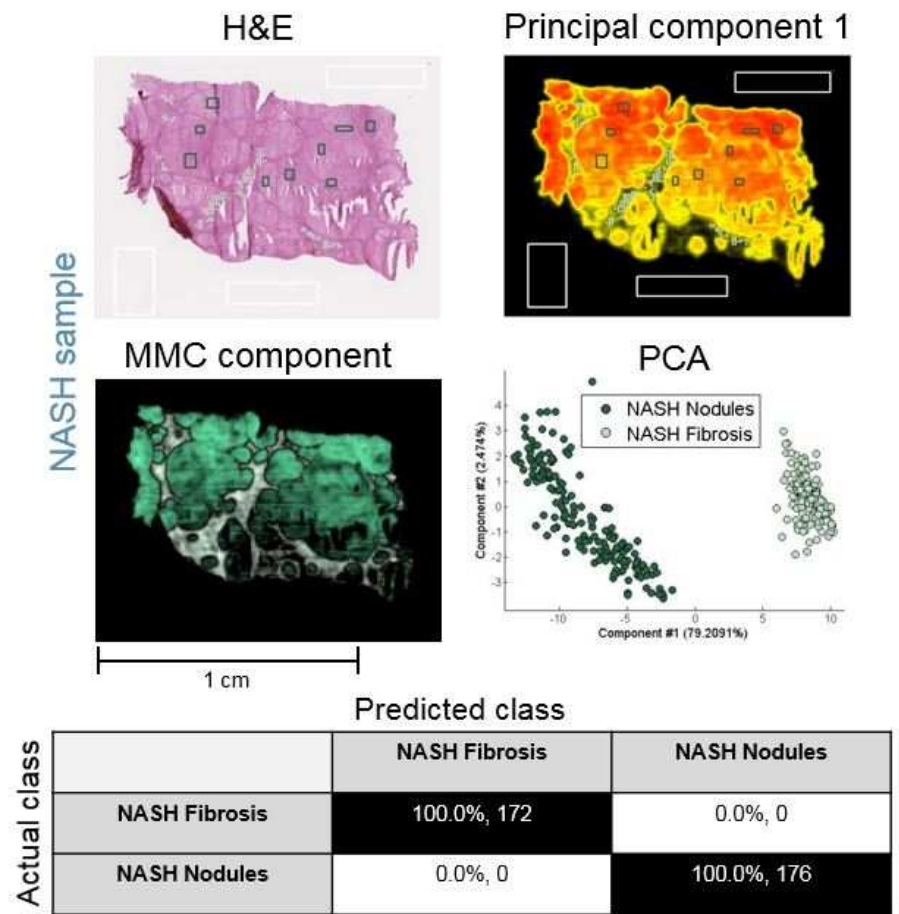 H&E
Principal component 1
NASH sample
MMC component
PCA
NASH Nodules
NASH Fibrosis
Component #2 (2.474%)
4
3
2
1
0
-1
-2
-3
-10
-5
0
5
10
Component #1 (79.2091%)
1 cm
Predicted class
Actual class
NASH Fibrosis
NASH Nodules
NASH Fibrosis
100.0%, 172
0.0%, 0
NASH Nodules
0.0%, 0
100.0%, 176